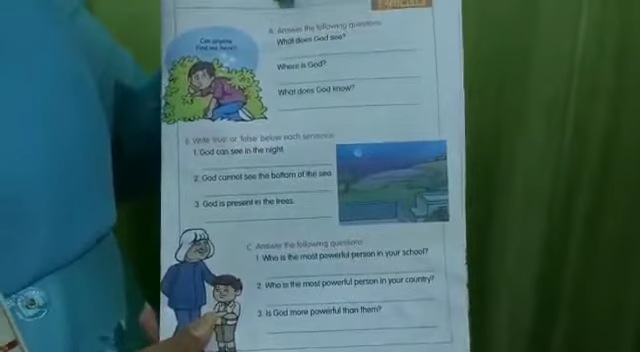 Can anyone
find me here?
A. Answer the following questions
What does God see?
Where is God?
What does God know?
B. Write 'true' or 'false' below each sentence
1. God can see in the night.
2. God cannot see the bottom of the sea
3. God is present in the trees.
C. Answer the following questions
1. Who is the most powerful person in your school?
2. Who is the most powerful person in your country?
3. Is God more powerful than them?